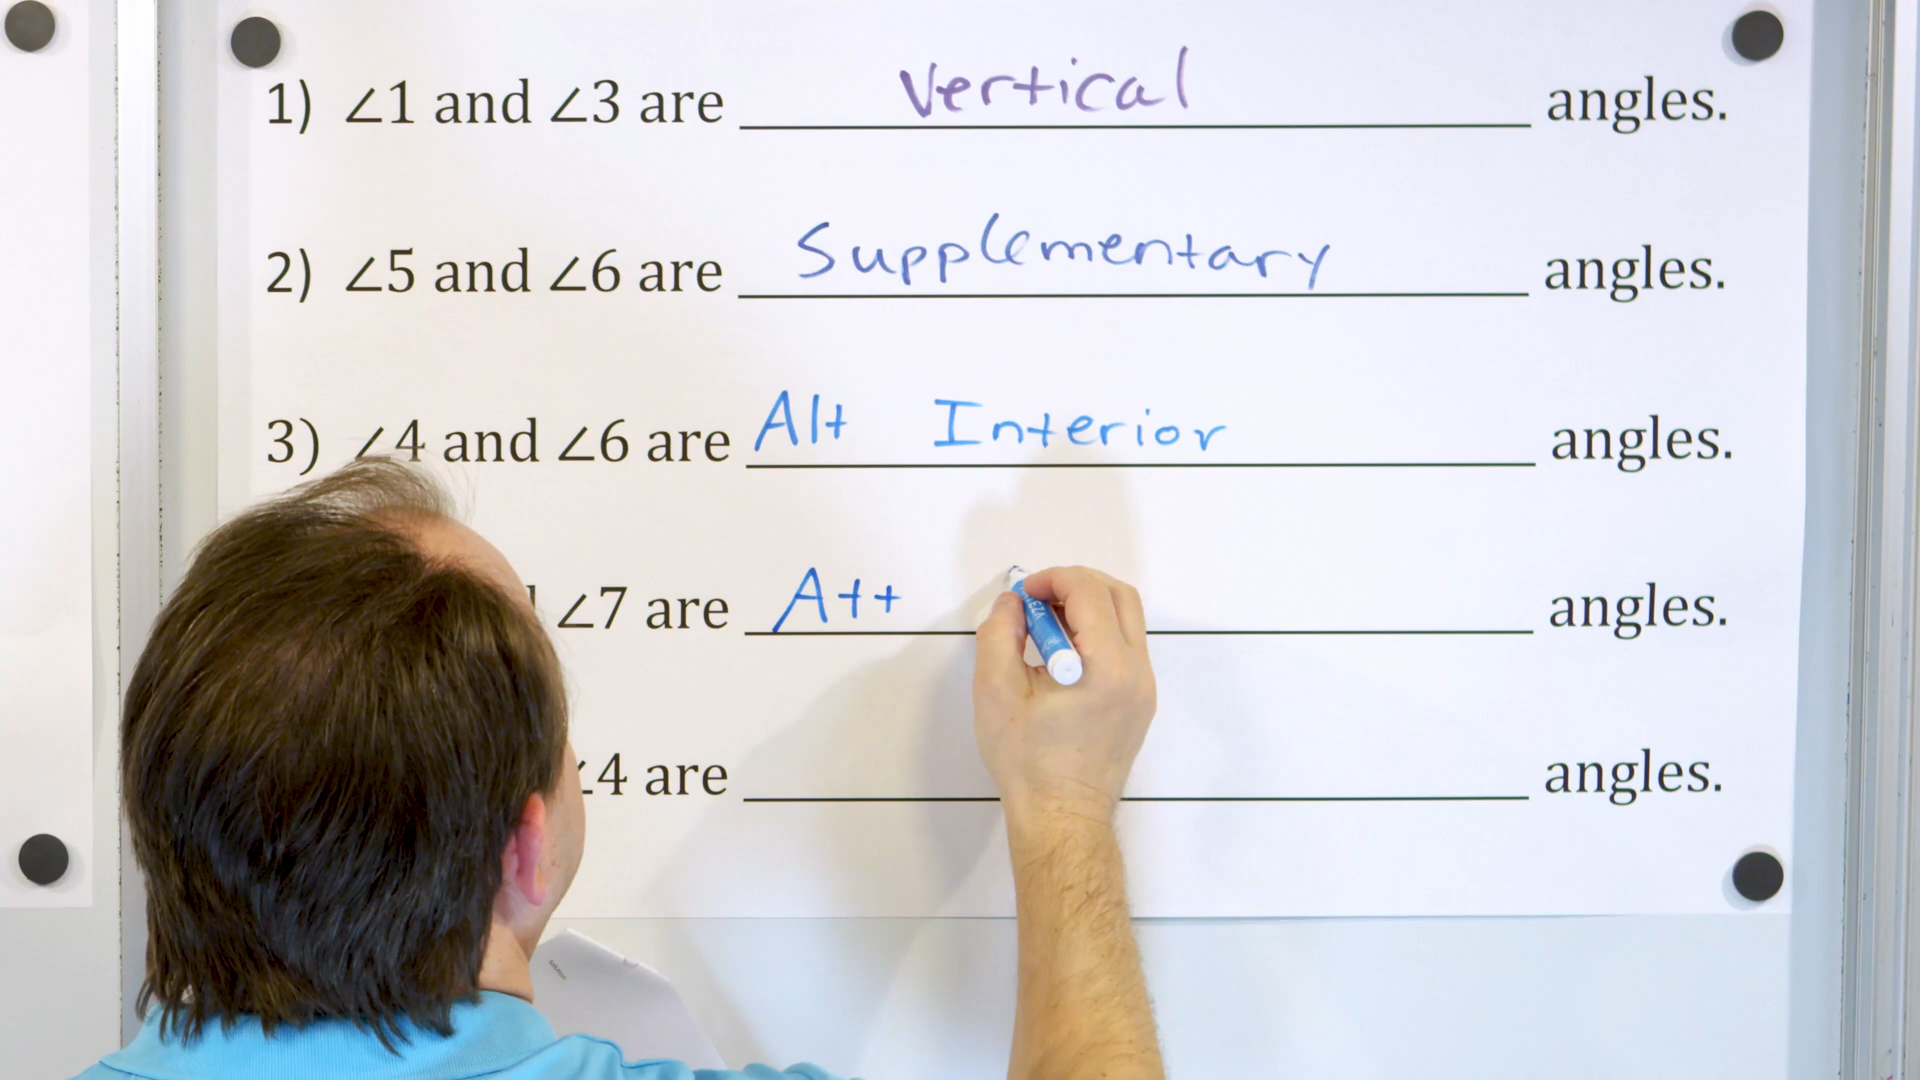 1) ∠1 and ∠3 are Vertical angles.
2) ∠5 and ∠6 are Supplementary angles.
3) ∠4 and ∠6 are Alt Interior angles.
∠7 are A++ angles.
∠4 are angles.
Solution